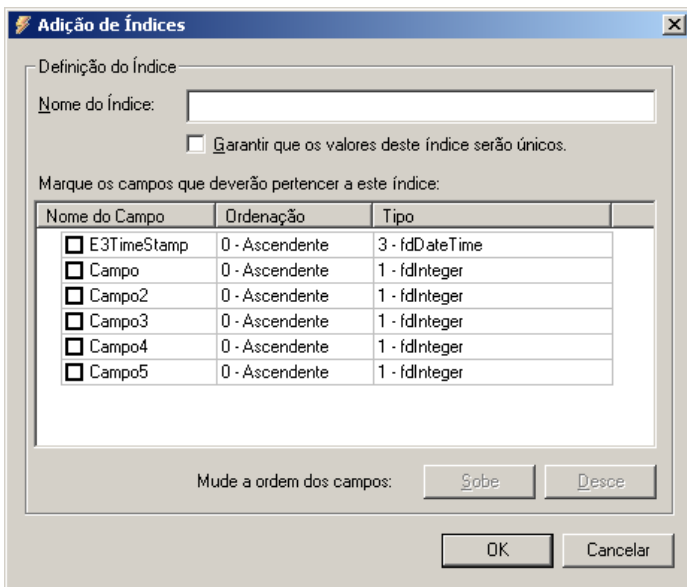 Adição de Índices
Definição do Índice
Nome do Índice:
Garantir que os valores deste índice serão únicos.
Marque os campos que deverão pertencer a este índice:
Nome do Campo Ordenação Tipo
E3TimeStamp 0 - Ascendente 3 - fdDateTime
Campo 0 - Ascendente 1 - fdInteger
Campo2 0 - Ascendente 1 - fdInteger
Campo3 0 - Ascendente 1 - fdInteger
Campo4 0 - Ascendente 1 - fdInteger
Campo5 0 - Ascendente 1 - fdInteger
Mude a ordem dos campos: Sobe Desce
OK Cancelar